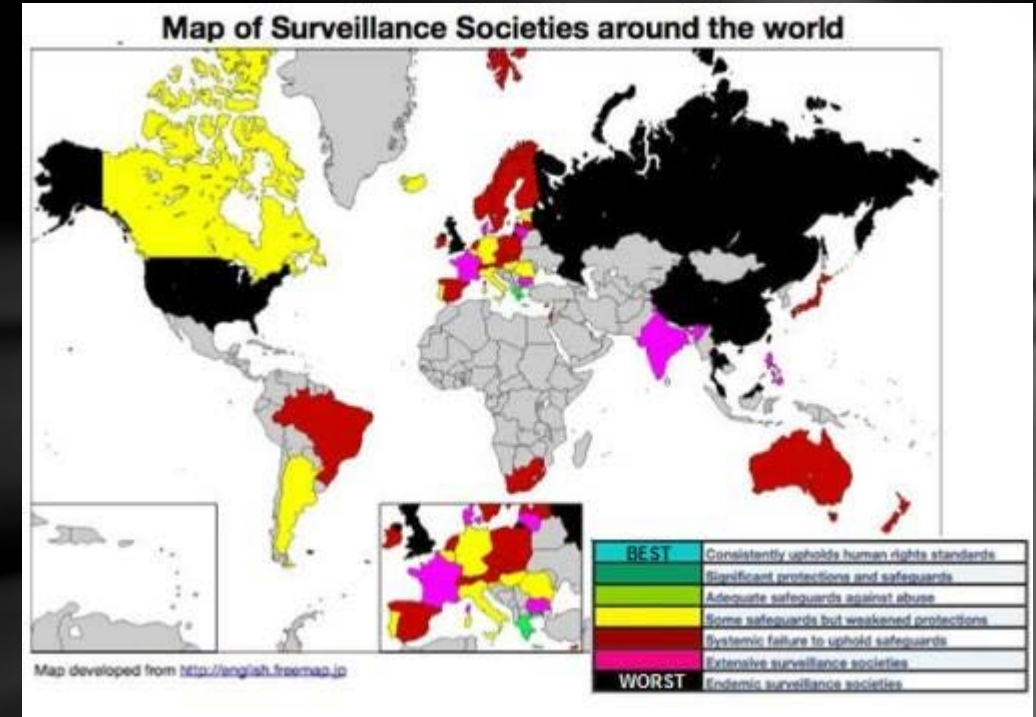 Map of Surveillance Societies around the world
BEST Consistently upholds human rights standards
Significant protections and safeguards
Adequate safeguards against abuse
Some safeguards but weakened protections
Systemic failure to uphold safeguards
Extensive surveillance societies
WORST Endemic surveillance societies
Map developed from http://english.freemap.jp